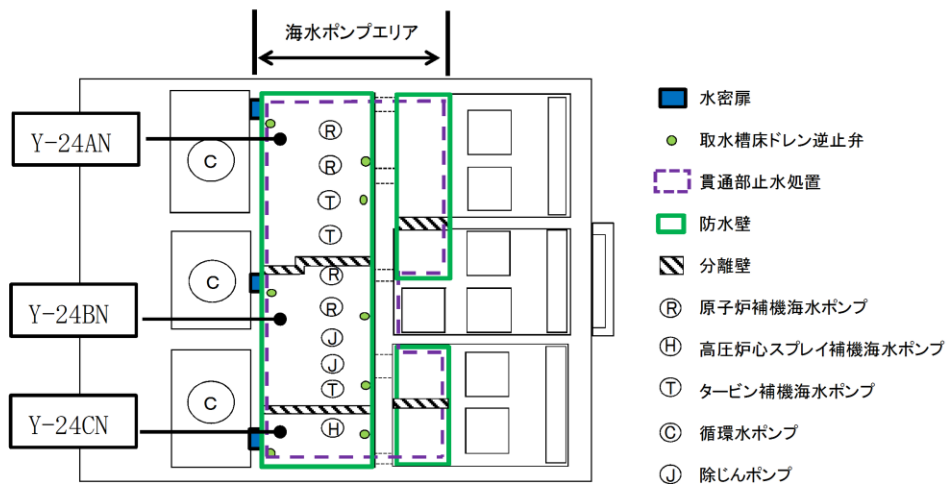 海水ポンプエリア
Y-24AN
Y-24BN
Y-24CN
C
C
C
R
R
T
T
R
R
J
J
T
H
水密扉
取水槽床ドレン逆止弁
貫通部止水処置
防水壁
分離壁
R 原子炉補機海水ポンプ
H 高圧炉心スプレイ補機海水ポンプ
T タービン補機海水ポンプ
C 循環水ポンプ
J 除じんポンプ